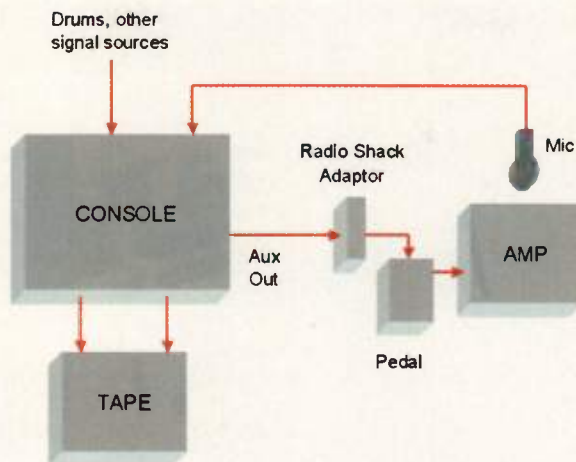 Drums, other
signal sources
Mic
Radio Shack
Adaptor
CONSOLE
AMP
Aux
Out
Pedal
TAPE